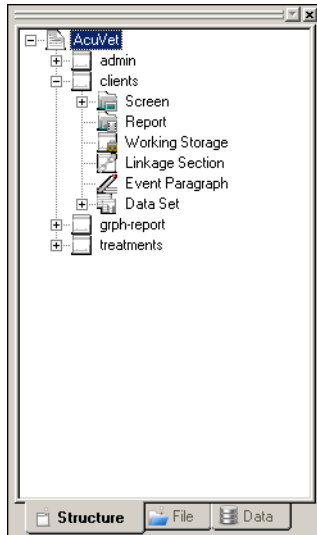 AcuVet
admin
clients
Screen
Report
Working Storage
Linkage Section
Event Paragraph
Data Set
grph-report
treatments
Structure File Data